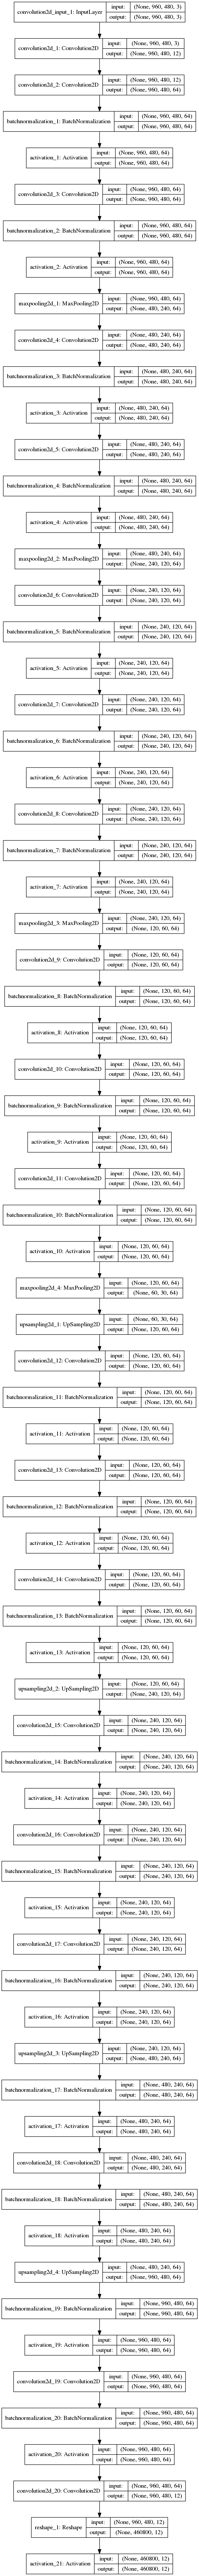 convolution2d_input_1: InputLayer
input: (None, 960, 480, 3)
output: (None, 960, 480, 3)
convolution2d_1: Convolution2D
input: (None, 960, 480, 3)
output: (None, 960, 480, 12)
convolution2d_2: Convolution2D
input: (None, 960, 480, 12)
output: (None, 960, 480, 64)
batchnormalization_1: BatchNormalization
input: (None, 960, 480, 64)
output: (None, 960, 480, 64)
activation_1: Activation
input: (None, 960, 480, 64)
output: (None, 960, 480, 64)
convolution2d_3: Convolution2D
input: (None, 960, 480, 64)
output: (None, 960, 480, 64)
batchnormalization_2: BatchNormalization
input: (None, 960, 480, 64)
output: (None, 960, 480, 64)
activation_2: Activation
input: (None, 960, 480, 64)
output: (None, 960, 480, 64)
maxpooling2d_1: MaxPooling2D
input: (None, 960, 480, 64)
output: (None, 480, 240, 64)
convolution2d_4: Convolution2D
input: (None, 480, 240, 64)
output: (None, 480, 240, 64)
batchnormalization_3: BatchNormalization
input: (None, 480, 240, 64)
output: (None, 480, 240, 64)
activation_3: Activation
input: (None, 480, 240, 64)
output: (None, 480, 240, 64)
convolution2d_5: Convolution2D
input: (None, 480, 240, 64)
output: (None, 480, 240, 64)
batchnormalization_4: BatchNormalization
input: (None, 480, 240, 64)
output: (None, 480, 240, 64)
activation_4: Activation
input: (None, 480, 240, 64)
output: (None, 480, 240, 64)
maxpooling2d_2: MaxPooling2D
input: (None, 480, 240, 64)
output: (None, 240, 120, 64)
convolution2d_6: Convolution2D
input: (None, 240, 120, 64)
output: (None, 240, 120, 64)
batchnormalization_5: BatchNormalization
input: (None, 240, 120, 64)
output: (None, 240, 120, 64)
activation_5: Activation
input: (None, 240, 120, 64)
output: (None, 240, 120, 64)
convolution2d_7: Convolution2D
input: (None, 240, 120, 64)
output: (None, 240, 120, 64)
batchnormalization_6: BatchNormalization
input: (None, 240, 120, 64)
output: (None, 240, 120, 64)
activation_6: Activation
input: (None, 240, 120, 64)
output: (None, 240, 120, 64)
convolution2d_8: Convolution2D
input: (None, 240, 120, 64)
output: (None, 240, 120, 64)
batchnormalization_7: BatchNormalization
input: (None, 240, 120, 64)
output: (None, 240, 120, 64)
activation_7: Activation
input: (None, 240, 120, 64)
output: (None, 240, 120, 64)
maxpooling2d_3: MaxPooling2D
input: (None, 240, 120, 64)
output: (None, 120, 60, 64)
convolution2d_9: Convolution2D
input: (None, 120, 60, 64)
output: (None, 120, 60, 64)
batchnormalization_8: BatchNormalization
input: (None, 120, 60, 64)
output: (None, 120, 60, 64)
activation_8: Activation
input: (None, 120, 60, 64)
output: (None, 120, 60, 64)
convolution2d_10: Convolution2D
input: (None, 120, 60, 64)
output: (None, 120, 60, 64)
batchnormalization_9: BatchNormalization
input: (None, 120, 60, 64)
output: (None, 120, 60, 64)
activation_9: Activation
input: (None, 120, 60, 64)
output: (None, 120, 60, 64)
convolution2d_11: Convolution2D
input: (None, 120, 60, 64)
output: (None, 120, 60, 64)
batchnormalization_10: BatchNormalization
input: (None, 120, 60, 64)
output: (None, 120, 60, 64)
activation_10: Activation
input: (None, 120, 60, 64)
output: (None, 120, 60, 64)
maxpooling2d_4: MaxPooling2D
input: (None, 120, 60, 64)
output: (None, 60, 30, 64)
upsampling2d_1: UpSampling2D
input: (None, 60, 30, 64)
output: (None, 120, 60, 64)
convolution2d_12: Convolution2D
input: (None, 120, 60, 64)
output: (None, 120, 60, 64)
batchnormalization_11: BatchNormalization
input: (None, 120, 60, 64)
output: (None, 120, 60, 64)
activation_11: Activation
input: (None, 120, 60, 64)
output: (None, 120, 60, 64)
convolution2d_13: Convolution2D
input: (None, 120, 60, 64)
output: (None, 120, 60, 64)
batchnormalization_12: BatchNormalization
input: (None, 120, 60, 64)
output: (None, 120, 60, 64)
activation_12: Activation
input: (None, 120, 60, 64)
output: (None, 120, 60, 64)
convolution2d_14: Convolution2D
input: (None, 120, 60, 64)
output: (None, 120, 60, 64)
batchnormalization_13: BatchNormalization
input: (None, 120, 60, 64)
output: (None, 120, 60, 64)
activation_13: Activation
input: (None, 120, 60, 64)
output: (None, 120, 60, 64)
upsampling2d_2: UpSampling2D
input: (None, 120, 60, 64)
output: (None, 240, 120, 64)
convolution2d_15: Convolution2D
input: (None, 240, 120, 64)
output: (None, 240, 120, 64)
batchnormalization_14: BatchNormalization
input: (None, 240, 120, 64)
output: (None, 240, 120, 64)
activation_14: Activation
input: (None, 240, 120, 64)
output: (None, 240, 120, 64)
convolution2d_16: Convolution2D
input: (None, 240, 120, 64)
output: (None, 240, 120, 64)
batchnormalization_15: BatchNormalization
input: (None, 240, 120, 64)
output: (None, 240, 120, 64)
activation_15: Activation
input: (None, 240, 120, 64)
output: (None, 240, 120, 64)
convolution2d_17: Convolution2D
input: (None, 240, 120, 64)
output: (None, 240, 120, 64)
batchnormalization_16: BatchNormalization
input: (None, 240, 120, 64)
output: (None, 240, 120, 64)
activation_16: Activation
input: (None, 240, 120, 64)
output: (None, 240, 120, 64)
upsampling2d_3: UpSampling2D
input: (None, 240, 120, 64)
output: (None, 480, 240, 64)
batchnormalization_17: BatchNormalization
input: (None, 480, 240, 64)
output: (None, 480, 240, 64)
activation_17: Activation
input: (None, 480, 240, 64)
output: (None, 480, 240, 64)
convolution2d_18: Convolution2D
input: (None, 480, 240, 64)
output: (None, 480, 240, 64)
batchnormalization_18: BatchNormalization
input: (None, 480, 240, 64)
output: (None, 480, 240, 64)
activation_18: Activation
input: (None, 480, 240, 64)
output: (None, 480, 240, 64)
upsampling2d_4: UpSampling2D
input: (None, 480, 240, 64)
output: (None, 960, 480, 64)
batchnormalization_19: BatchNormalization
input: (None, 960, 480, 64)
output: (None, 960, 480, 64)
activation_19: Activation
input: (None, 960, 480, 64)
output: (None, 960, 480, 64)
convolution2d_19: Convolution2D
input: (None, 960, 480, 64)
output: (None, 960, 480, 64)
batchnormalization_20: BatchNormalization
input: (None, 960, 480, 64)
output: (None, 960, 480, 64)
activation_20: Activation
input: (None, 960, 480, 64)
output: (None, 960, 480, 64)
convolution2d_20: Convolution2D
input: (None, 960, 480, 64)
output: (None, 960, 480, 12)
reshape_1: Reshape
input: (None, 960, 480, 12)
output: (None, 460800, 12)
activation_21: Activation
input: (None, 460800, 12)
output: (None, 460800, 12)